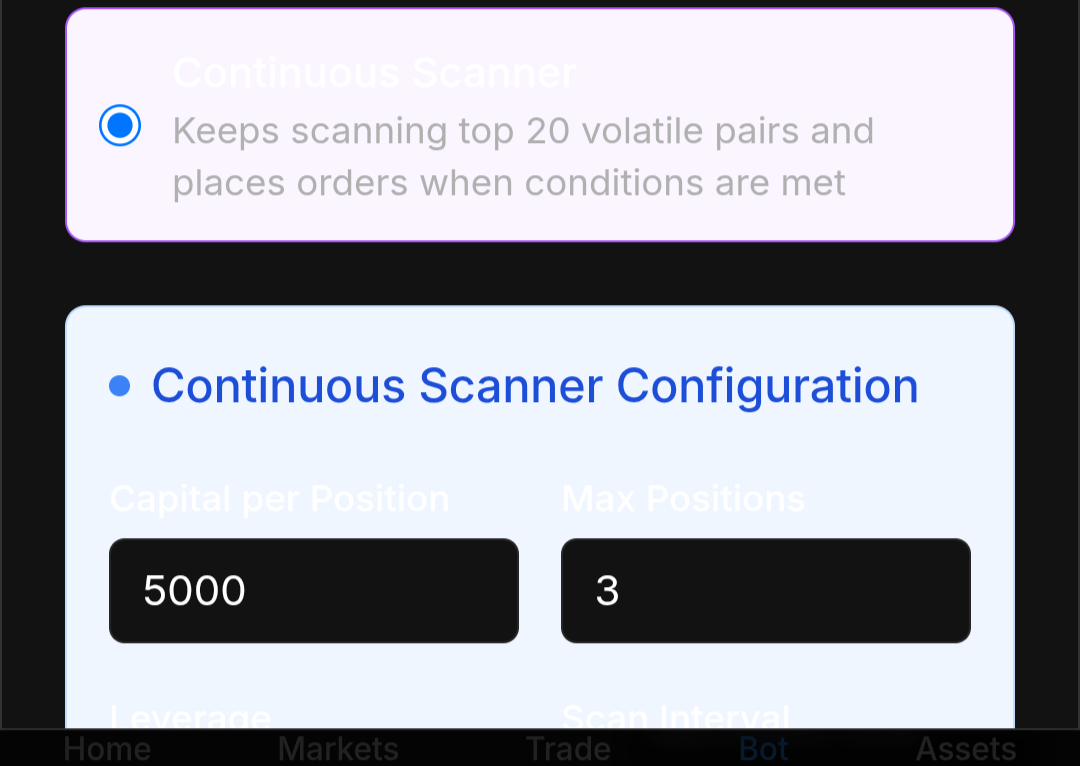 Continuous Scanner
Keeps scanning top 20 volatile pairs and
places orders when conditions are met
Continuous Scanner Configuration
Capital per Position Max Positions
5000 3
Leverage Scan Interval
Home Markets Trade Bot Assets